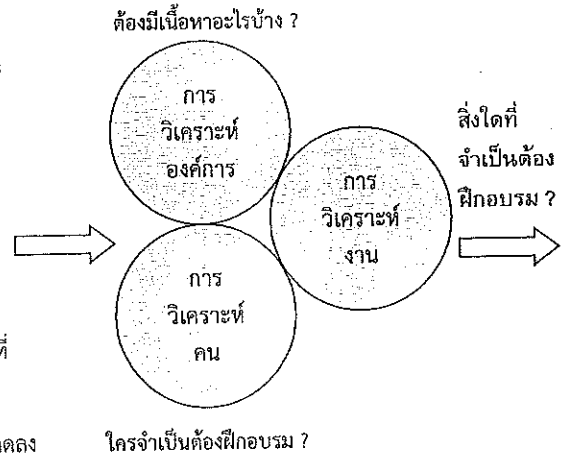 ต้องมีเนื้อหาอะไรบ้าง ?
การ
วิเคราะห์
องค์การ
สิ่งใดที่
จำเป็นต้อง
ฝึกอบรม ?
การ
วิเคราะห์
งาน
การ
วิเคราะห์
คน
ที่
ใครจำเป็นต้องฝึกอบรม ?